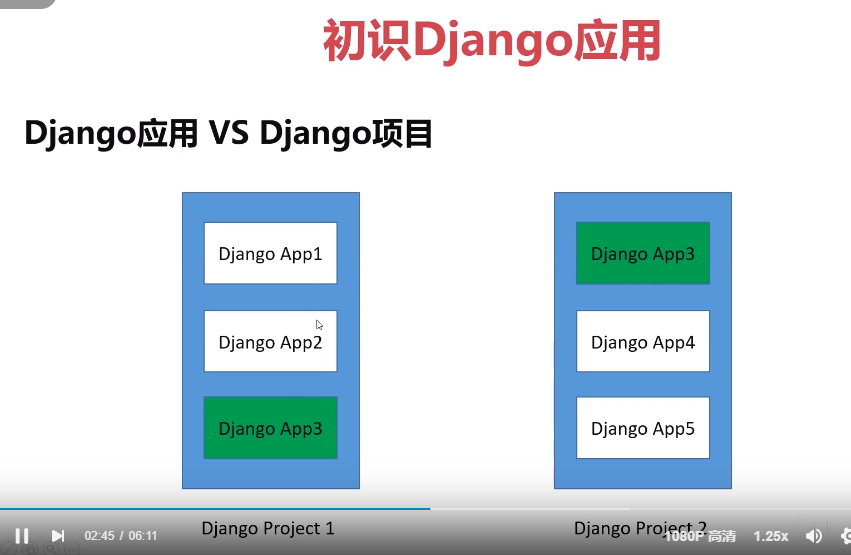 初识Django应用
Django应用 VS Django项目
Django App1
Django App2
Django App3
Django Project 1
Django App3
Django App4
Django App5
Django Project 2
02:45 / 06:11
1080P 高清
1.25x